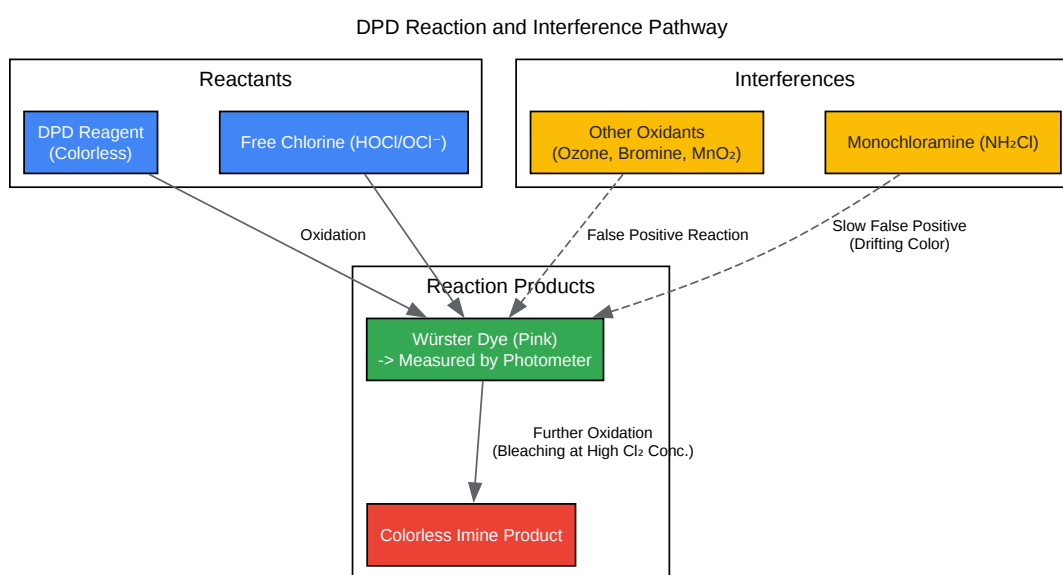 DPD Reaction and Interference Pathway
Reactants
Interferences
DPD Reagent
(Colorless)
Free Chlorine (HOCl/OCl⁻)
Other Oxidants
(Ozone, Bromine, MnO₂)
Monochloramine (NH₂Cl)
Oxidation
False Positive Reaction
Slow False Positive
(Drifting Color)
Reaction Products
Würster Dye (Pink)
-> Measured by Photometer
Further Oxidation
(Bleaching at High Cl₂ Conc.)
Colorless Imine Product